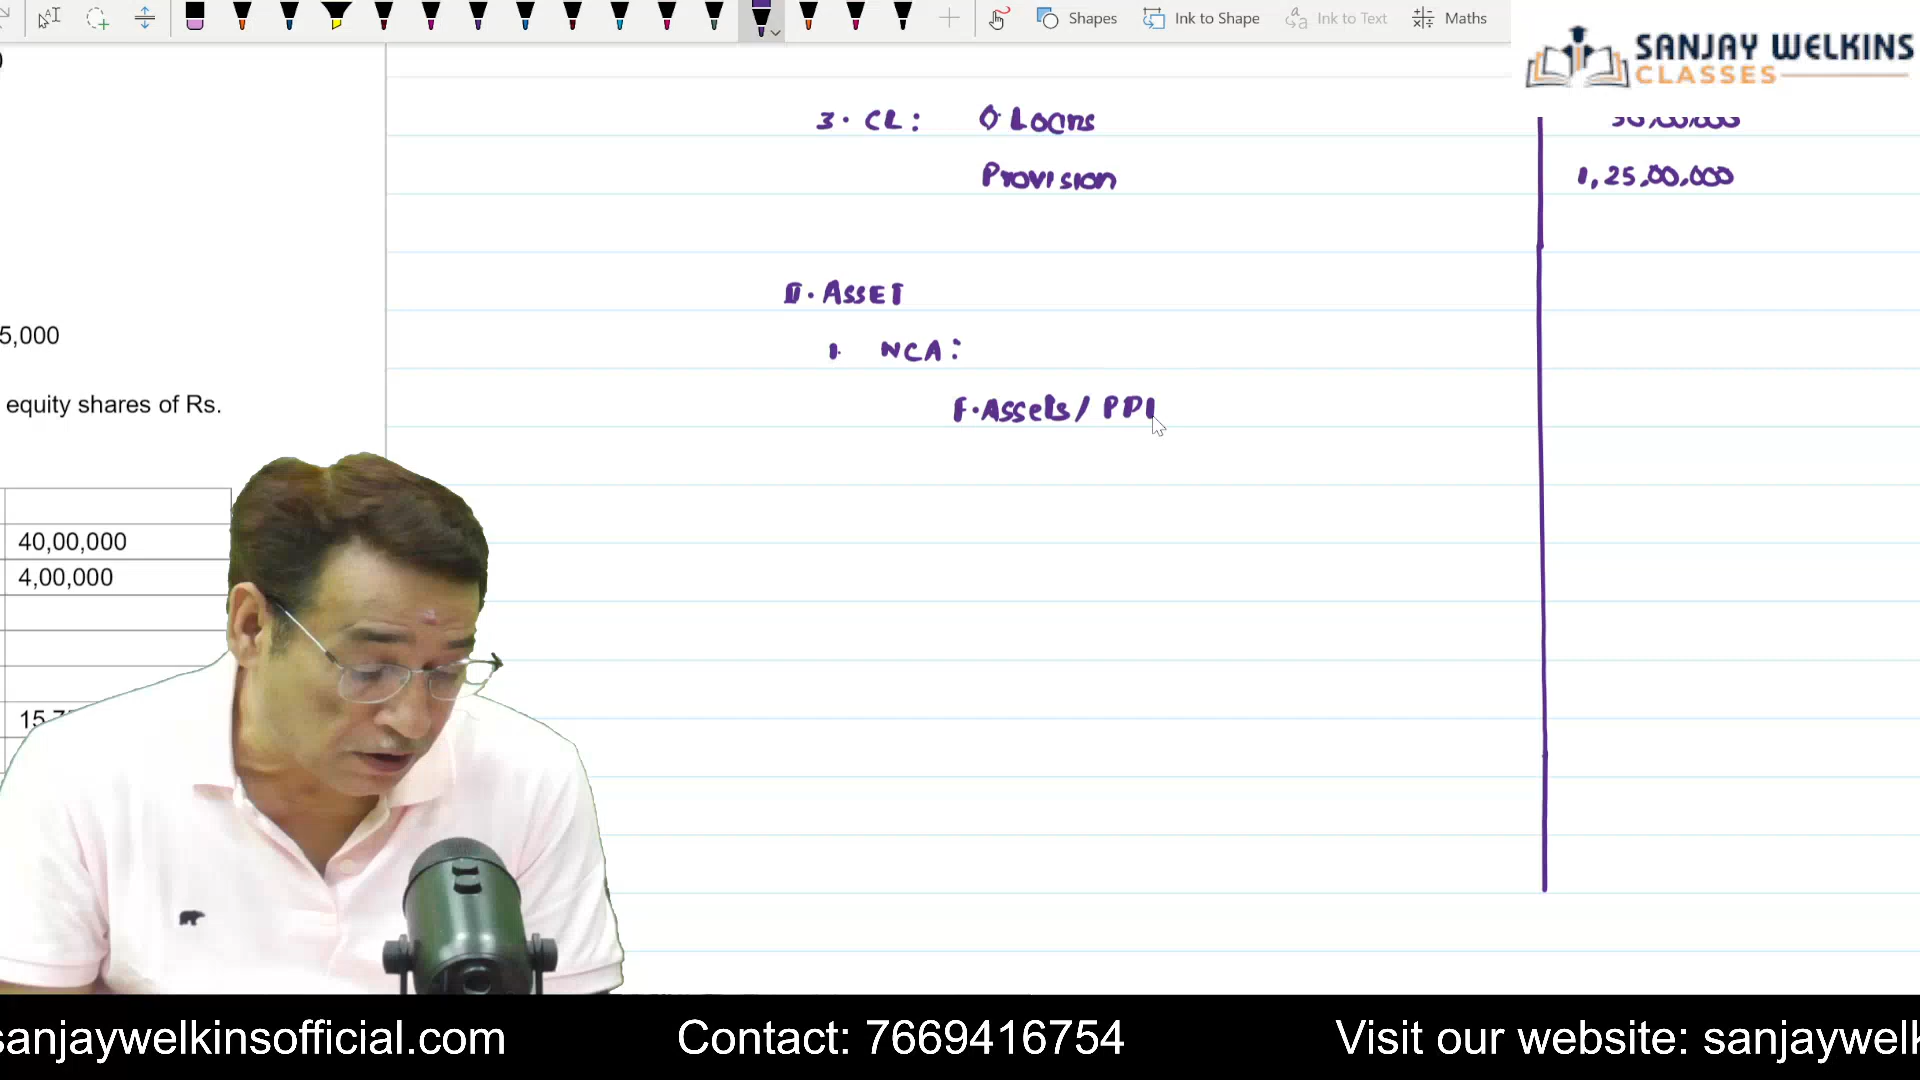 Shapes Ink to Shape Ink to Text Maths
SANJAY WELKINS
CLASSES
3. CL: O Loans
Provision 1,25,00,000
II. ASSET
5,000
1. NCA:
equity shares of Rs.
F. Assets / PPI
40,00,000
4,00,000
sanjaywelkinsofficial.com Contact: 7669416754 Visit our website: sanjaywelk